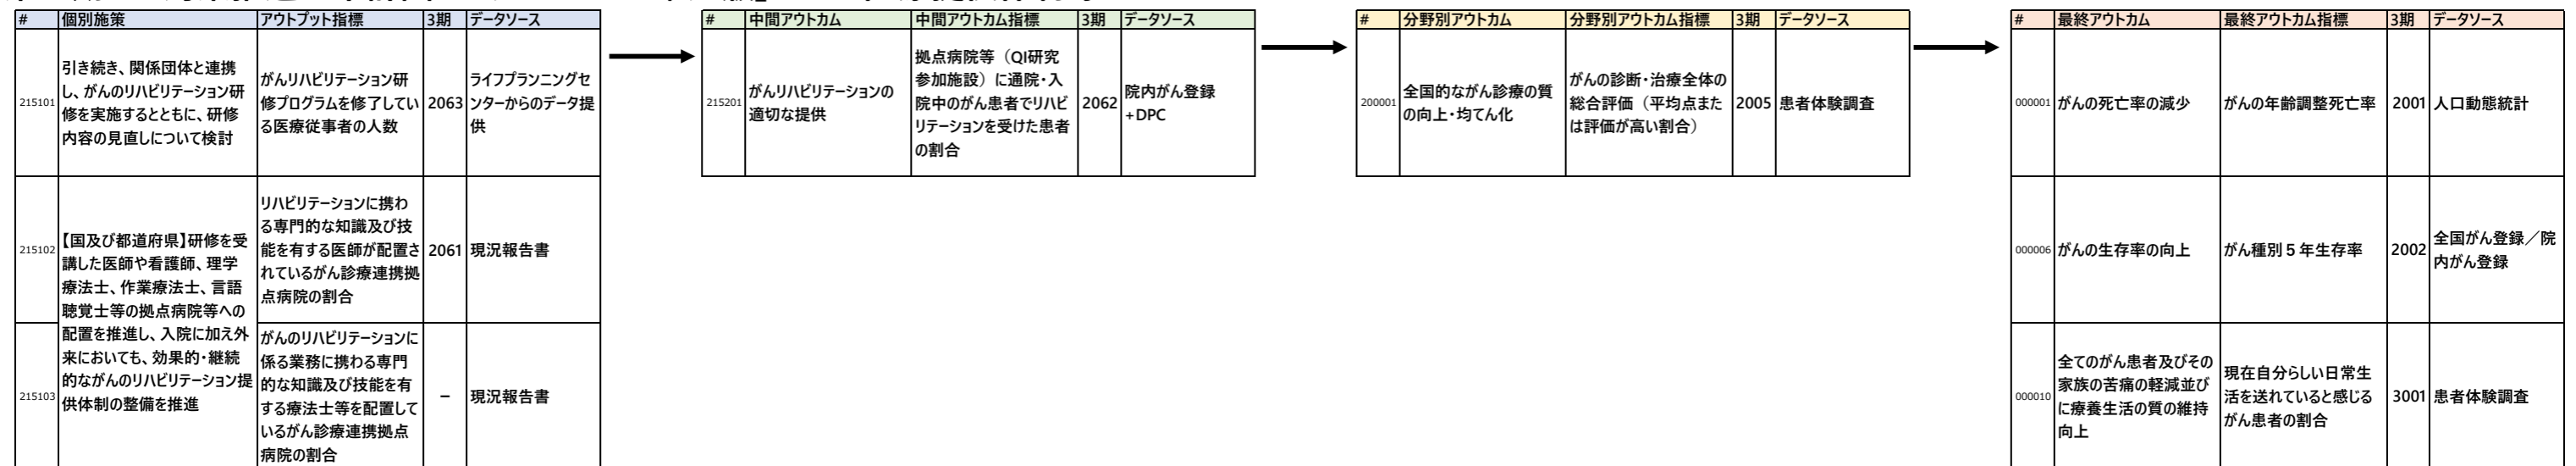 # 個別施策 アウトプット指標 3期 データソース
215101
引き続き、関係団体と連携
し、がんのリハビリテーション研
修を実施するとともに、研修
内容の見直しについて検討
がんリハビリテーション研
修プログラムを修了してい
る医療従事者の人数
2063
ライフプランニングセ
ンターからのデータ提
供
215102
【国及び都道府県】研修を受
講した医師や看護師、理学
療法士、作業療法士、言語
聴覚士等の拠点病院等への
配置を推進し、入院に加え外
来においても、効果的・継続
的ながんのリハビリテーション提
供体制の整備を推進
リハビリテーションに携わ
る専門的な知識及び技
能を有する医師が配置さ
れているがん診療連携拠
点病院の割合
2061
現況報告書
215103
がんのリハビリテーションに
係る業務に携わる専門
的な知識及び技能を有
する療法士等を配置して
いるがん診療連携拠点
病院の割合
－
現況報告書
# 中間アウトカム 中間アウトカム指標 3期 データソース
215201
がんリハビリテーションの
適切な提供
拠点病院等（QI研究
参加施設）に通院・入
院中のがん患者でリハビ
リテーションを受けた患者
の割合
2062
院内がん登録
+DPC
# 分野別アウトカム 分野別アウトカム指標 3期 データソース
200001
全国的ながん診療の質
の向上・均てん化
がんの診断・治療全体の
総合評価（平均点また
は評価が高い割合）
2005
患者体験調査
# 最終アウトカム 最終アウトカム指標 3期 データソース
000001
がんの死亡率の減少
がんの年齢調整死亡率
2001
人口動態統計
000006
がんの生存率の向上
がん種別５年生存率
2002
全国がん登録／院
内がん登録
000010
全てのがん患者及びその
家族の苦痛の軽減並び
に療養生活の質の維持
向上
現在自分らしい日常生
活を送れていると感じる
がん患者の割合
3001
患者体験調査